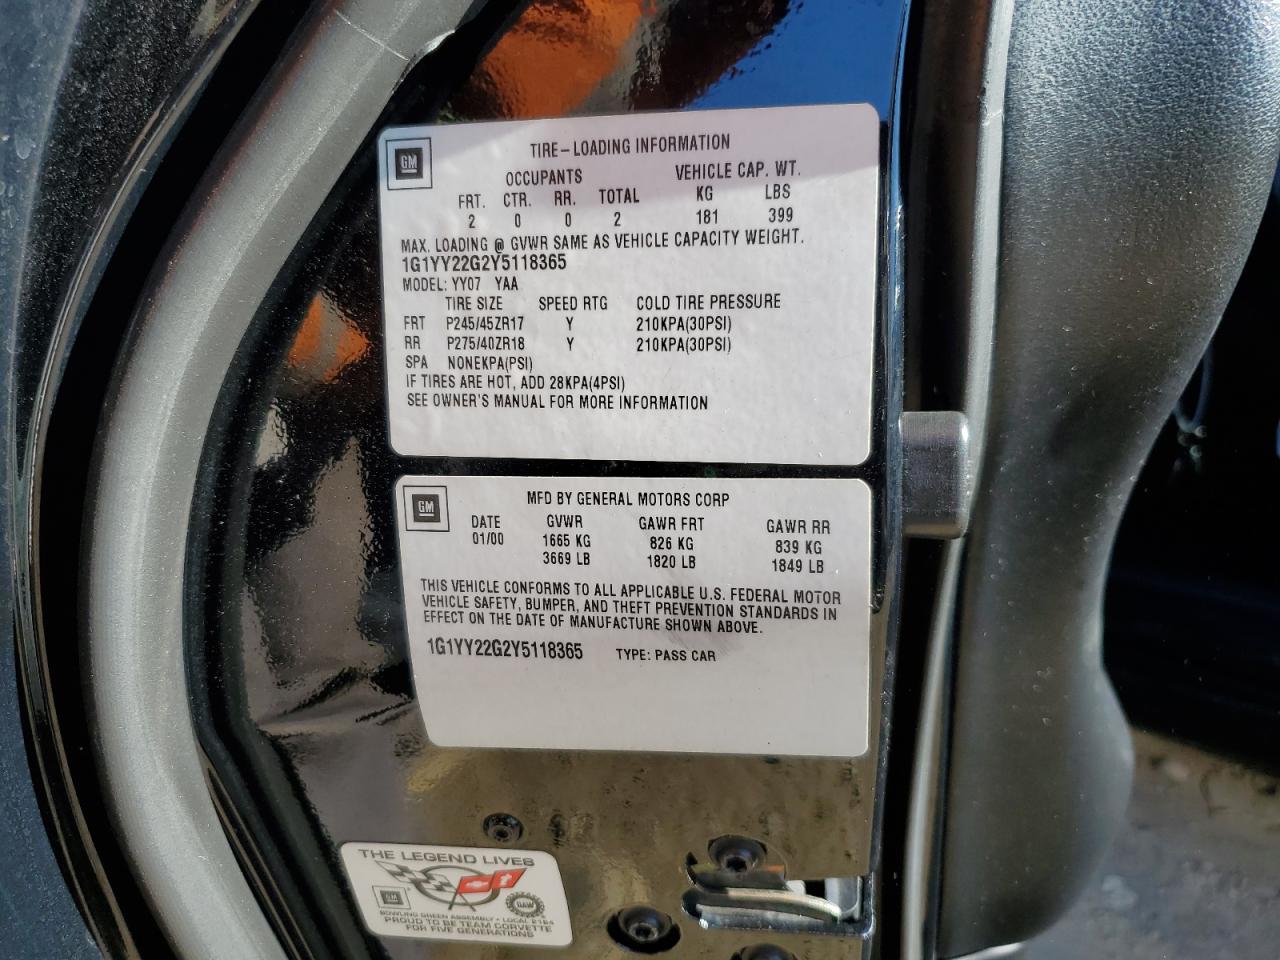 GM
TIRE-LOADING INFORMATION
OCCUPANTS VEHICLE CAP. WT.
FRT. CTR. RR. TOTAL KG LBS
2 0 0 2 181 399
MAX. LOADING @ GVWR SAME AS VEHICLE CAPACITY WEIGHT.
1G1YY22G2Y5118365
MODEL: YY07 YAA
TIRE SIZE SPEED RTG COLD TIRE PRESSURE
FRT P245/45ZR17 Y 210KPA(30PSI)
RR P275/40ZR18 Y 210KPA(30PSI)
SPA NONEKPA(PSI)
IF TIRES ARE HOT, ADD 28KPA(4PSI)
SEE OWNER'S MANUAL FOR MORE INFORMATION
GM
MFD BY GENERAL MOTORS CORP
DATE GVWR GAWR FRT GAWR RR
01/00 1665 KG 826 KG 839 KG
3669 LB 1820 LB 1849 LB
THIS VEHICLE CONFORMS TO ALL APPLICABLE U.S. FEDERAL MOTOR
VEHICLE SAFETY, BUMPER, AND THEFT PREVENTION STANDARDS IN
EFFECT ON THE DATE OF MANUFACTURE SHOWN ABOVE.
1G1YY22G2Y5118365 TYPE: PASS CAR
THE LEGEND LIVES
GM UAW
BOWLING GREEN ASSEMBLY • LOCAL 2164
PROUD TO BE TEAM CORVETTE
FOR FIVE GENERATIONS